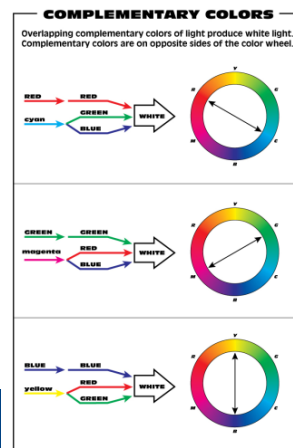 COMPLEMENTARY COLORS
Overlapping complementary colors of light produce white light.
Complementary colors are on opposite sides of the color wheel.
RED RED
GREEN
cyan
BLUE
WHITE
Y
R G
M C
B
GREEN GREEN
RED
magenta
BLUE
WHITE
Y
R G
M C
B
BLUE BLUE
RED
yellow
GREEN
WHITE
Y
R G
M C
B